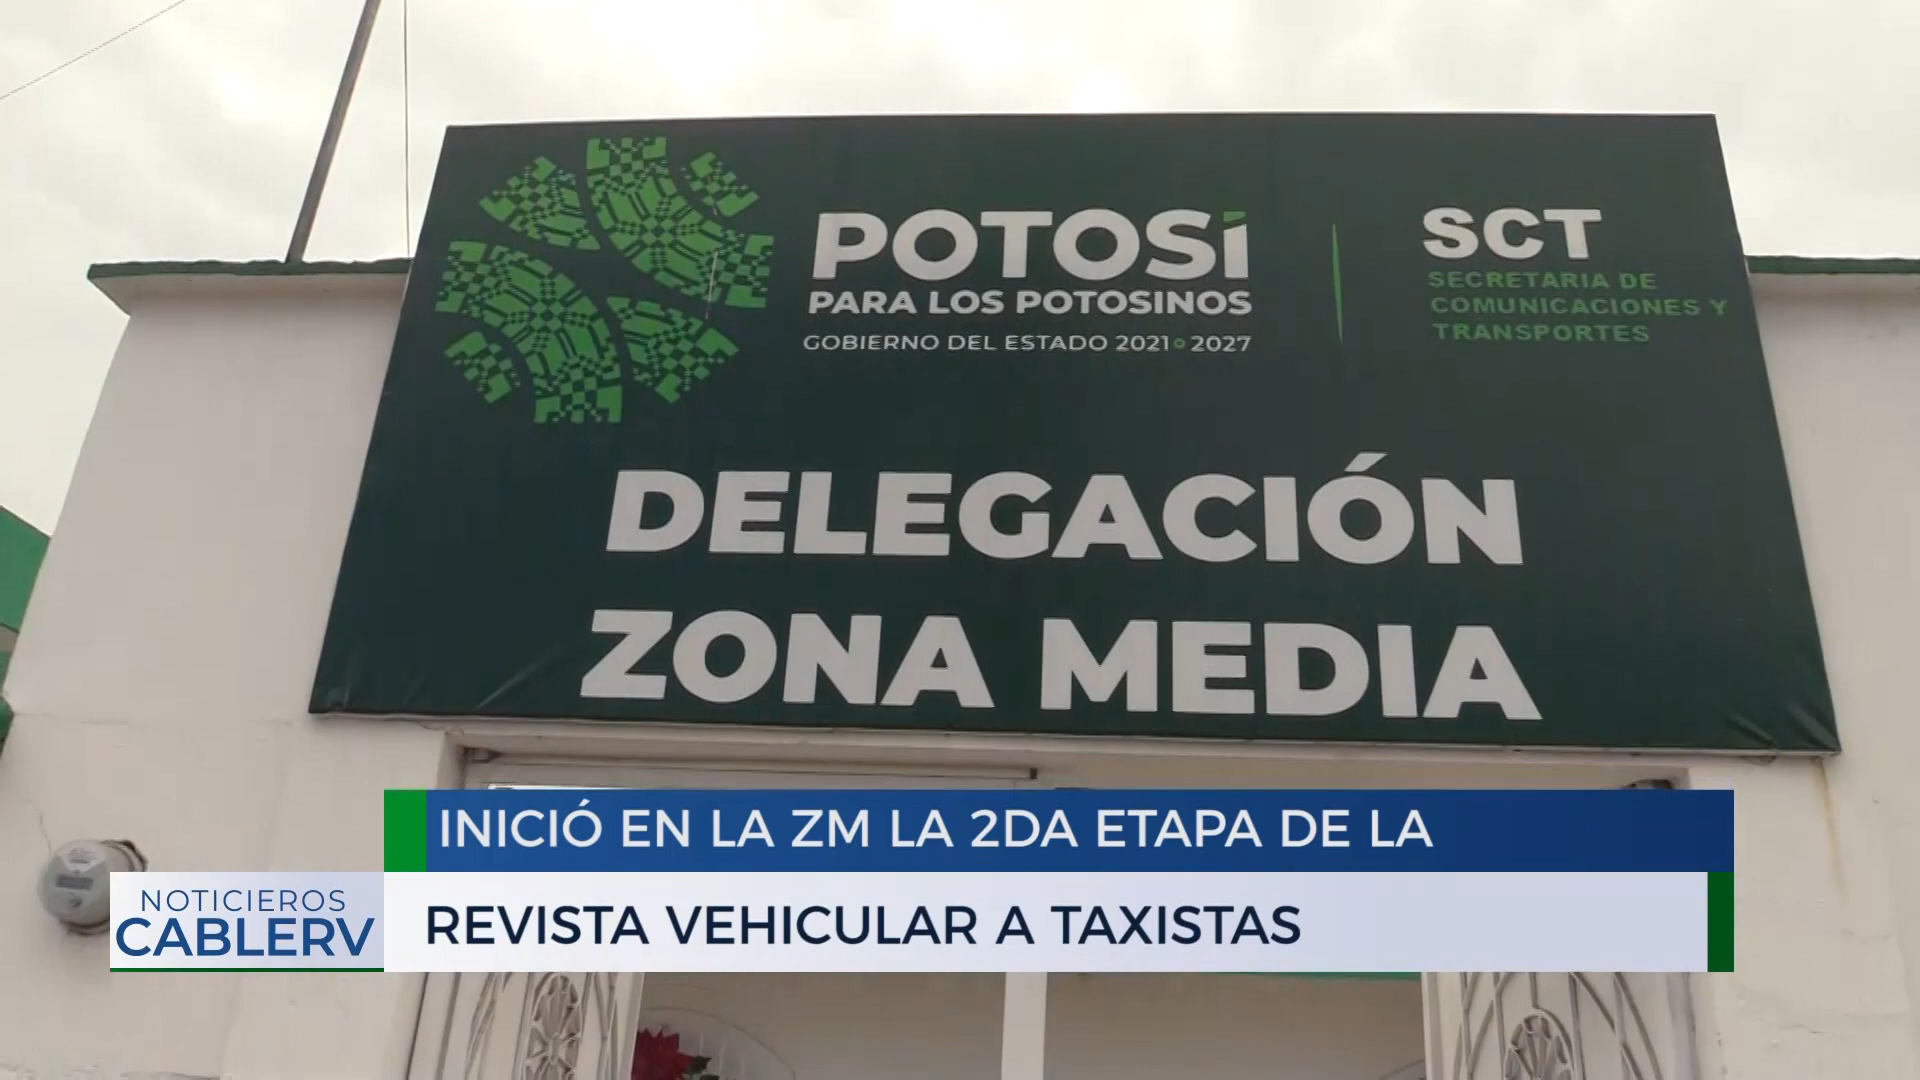 POTOSí
PARA LOS POTOSINOS
GOBIERNO DEL ESTADO 2021 2027
SCT
SECRETARIA DE
COMUNICACIONES Y
TRANSPORTES
DELEGACIÓN
ZONA MEDIA
INICIÓ EN LA ZM LA 2DA ETAPA DE LA
REVISTA VEHICULAR A TAXISTAS
NOTICIEROS
CABLERV